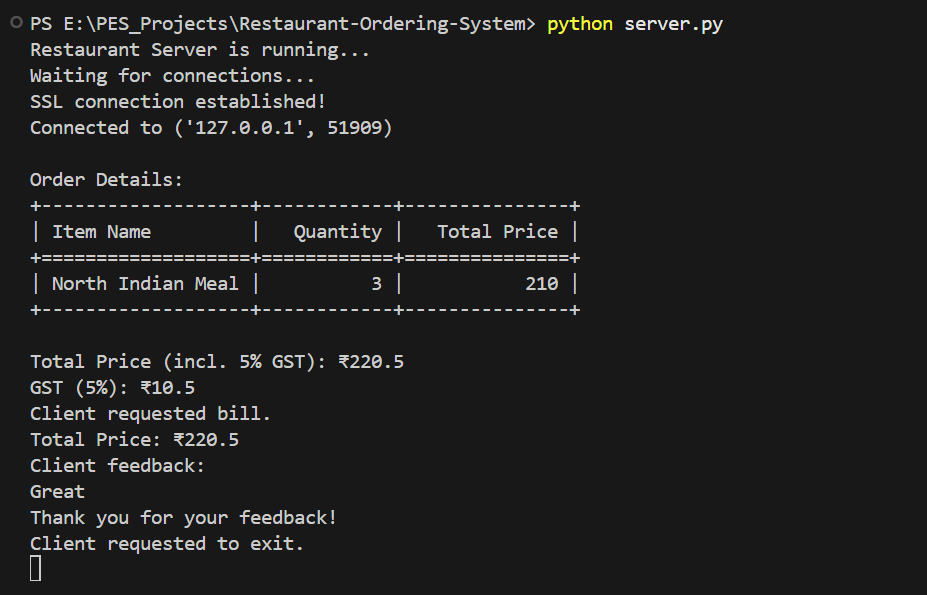 PS E:\PES_Projects\Restaurant-Ordering-System> python server.py
Restaurant Server is running...
Waiting for connections...
SSL connection established!
Connected to ('127.0.0.1', 51909)

Order Details:
+-------------------+------------+---------------+
| Item Name         |   Quantity |   Total Price |
+===================+============+===============+
| North Indian Meal |          3 |           210 |
+-------------------+------------+---------------+

Total Price (incl. 5% GST): ₹220.5
GST (5%): ₹10.5
Client requested bill.
Total Price: ₹220.5
Client feedback:
Great
Thank you for your feedback!
Client requested to exit.